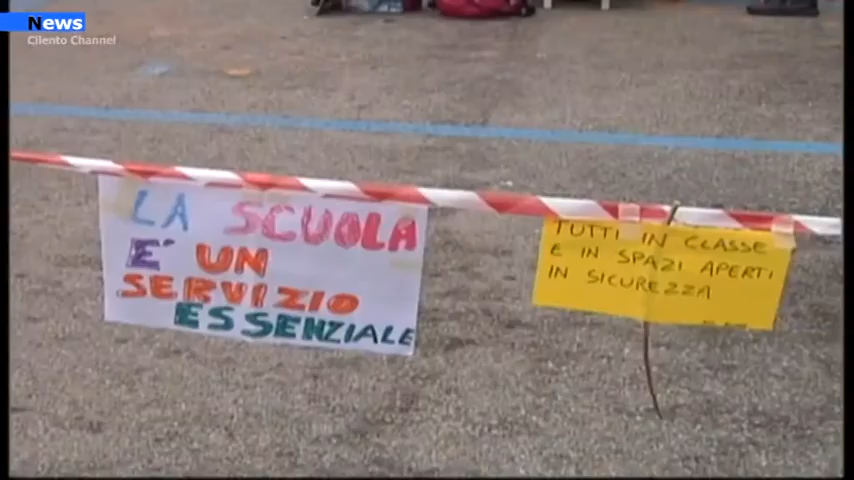 News
Cilento Channel
LA SCUOLA
E' UN
SERVIZIO
ESSENZIALE
TUTTI IN CLASSE
E IN SPAZI APERTI
IN SICUREZZA